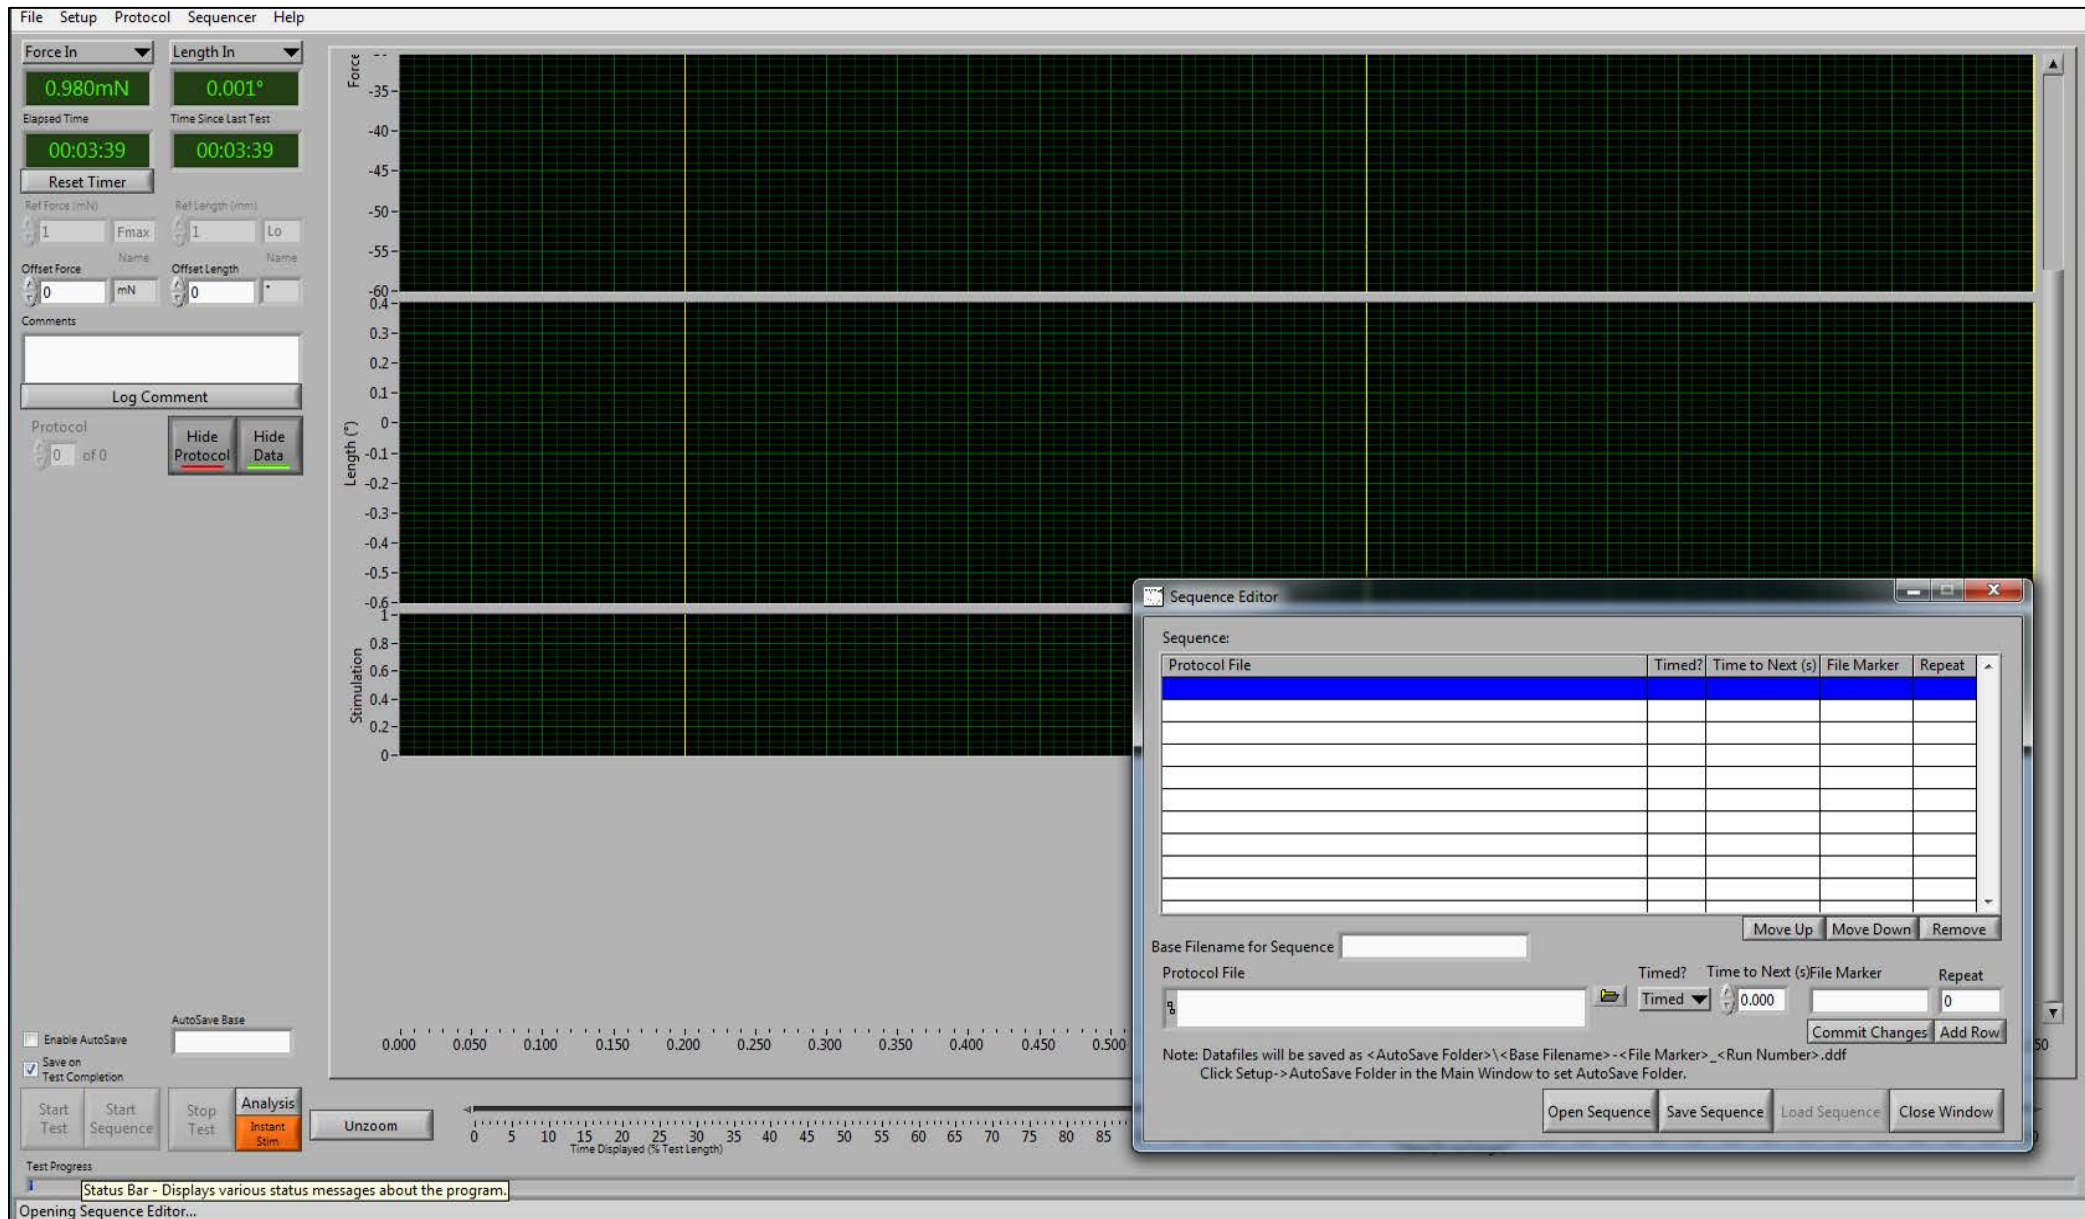 File Setup Protocol Sequencer Help
Force In Length In
0.980mN 0.001°
Elapsed Time Time Since Last Test
00:03:39 00:03:39
Reset Timer
Ref Force (mN) Ref Length (mm)
1 Fmax 1 Lo
Name Name
Offset Force Offset Length
0 mN 0 °
Comments
Log Comment
Protocol
0 of 0
Hide Protocol Hide Data
Force
-35
-40
-45
-50
-55
-60
Length (°)
0.4
0.3
0.2
0.1
0
-0.1
-0.2
-0.3
-0.4
-0.5
-0.6
Stimulation
1
0.8
0.6
0.4
0.2
0
0.000 0.050 0.100 0.150 0.200 0.250 0.300 0.350 0.400 0.450 0.500
50
AutoSave Base
Enable AutoSave
Save on
Test Completion
Start Test Start Sequence Stop Test Analysis
Instant Stim
Unzoom
0 5 10 15 20 25 30 35 40 45 50 55 60 65 70 75 80 85
Time Displayed (% Test Length)
Test Progress
Status Bar - Displays various status messages about the program.
Opening Sequence Editor...
Sequence Editor
Sequence:
Protocol File Timed? Time to Next (s) File Marker Repeat
Move Up Move Down Remove
Base Filename for Sequence
Protocol File Timed? Time to Next (s) File Marker Repeat
Timed 0.000 0
Commit Changes Add Row
Note: Datafiles will be saved as <AutoSave Folder>\<Base Filename>-<File Marker>_<Run Number>.ddf
Click Setup->AutoSave Folder in the Main Window to set AutoSave Folder.
Open Sequence Save Sequence Load Sequence Close Window